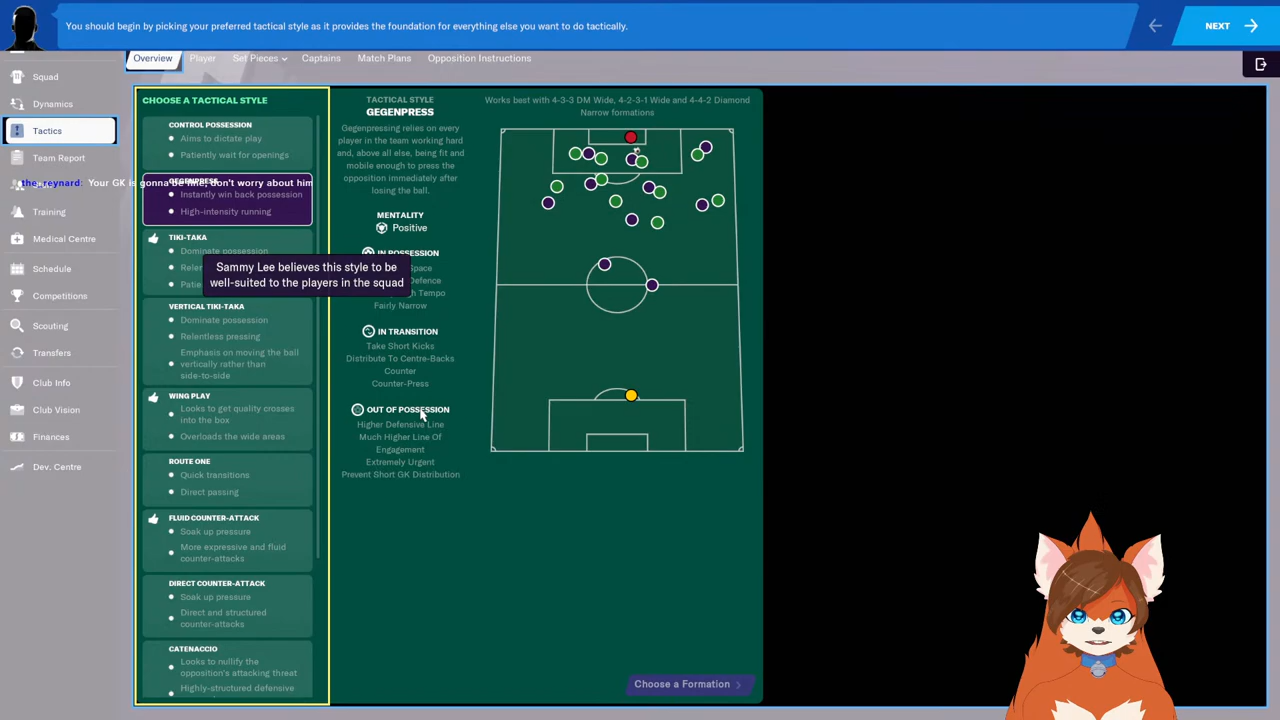 You should begin by picking your preferred tactical style as it provides the foundation for everything else you want to do tactically.
NEXT
Overview
Player
Set Pieces
Captains
Match Plans
Opposition Instructions
Squad
Dynamics
Tactics
Team Report
the_reynard: Your GK is gonna be fine, don't worry about him
Training
Medical Centre
Schedule
Competitions
Scouting
Transfers
Club Info
Club Vision
Finances
Dev. Centre
CHOOSE A TACTICAL STYLE
CONTROL POSSESSION
Aims to dictate play
Patiently wait for openings
GEGENPRESS
Instantly win back possession
High-intensity running
TIKI-TAKA
Dominate possession
Sammy Lee believes this style to be
well-suited to the players in the squad
VERTICAL TIKI-TAKA
Dominate possession
Relentless pressing
Emphasis on moving the ball
vertically rather than
side-to-side
WING PLAY
Looks to get quality crosses
into the box
Overloads the wide areas
ROUTE ONE
Quick transitions
Direct passing
FLUID COUNTER-ATTACK
Soak up pressure
More expressive and fluid
counter-attacks
DIRECT COUNTER-ATTACK
Soak up pressure
Direct and structured
counter-attacks
CATENACCIO
Looks to nullify the
opposition's attacking threat
Highly-structured defensive
TACTICAL STYLE
GEGENPRESS
Gegenpressing relies on every
player in the team working hard
and, above all else, being fit and
mobile enough to press the
opposition immediately after
losing the ball.
MENTALITY
Positive
IN POSSESSION
Space
Defence
Tempo
Fairly Narrow
IN TRANSITION
Take Short Kicks
Distribute To Centre-Backs
Counter
Counter-Press
OUT OF POSSESSION
Higher Defensive Line
Much Higher Line Of
Engagement
Extremely Urgent
Prevent Short GK Distribution
Works best with 4-3-3 DM Wide, 4-2-3-1 Wide and 4-4-2 Diamond
Narrow formations
Choose a Formation